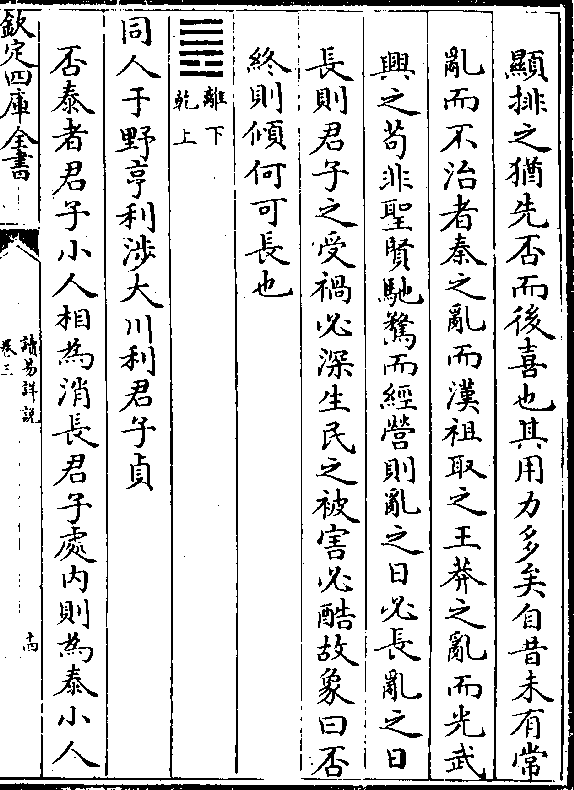 顯排之猶先否而後喜也其用力多矣自昔未有常
亂而不治者秦之亂而漢祖取之王莽之亂而光武
興之苟非聖賢馳騖而經營則亂之日必長亂之日
長則君子之受禍必深生民之被害必酷故象曰否
終則傾何可長也
䷌離下乾上
同人于野亨利涉大川利君子貞
否泰者君子小人相為消長君子處內則為泰小人
欽定四庫全書
讀易詳說
卷三
十四